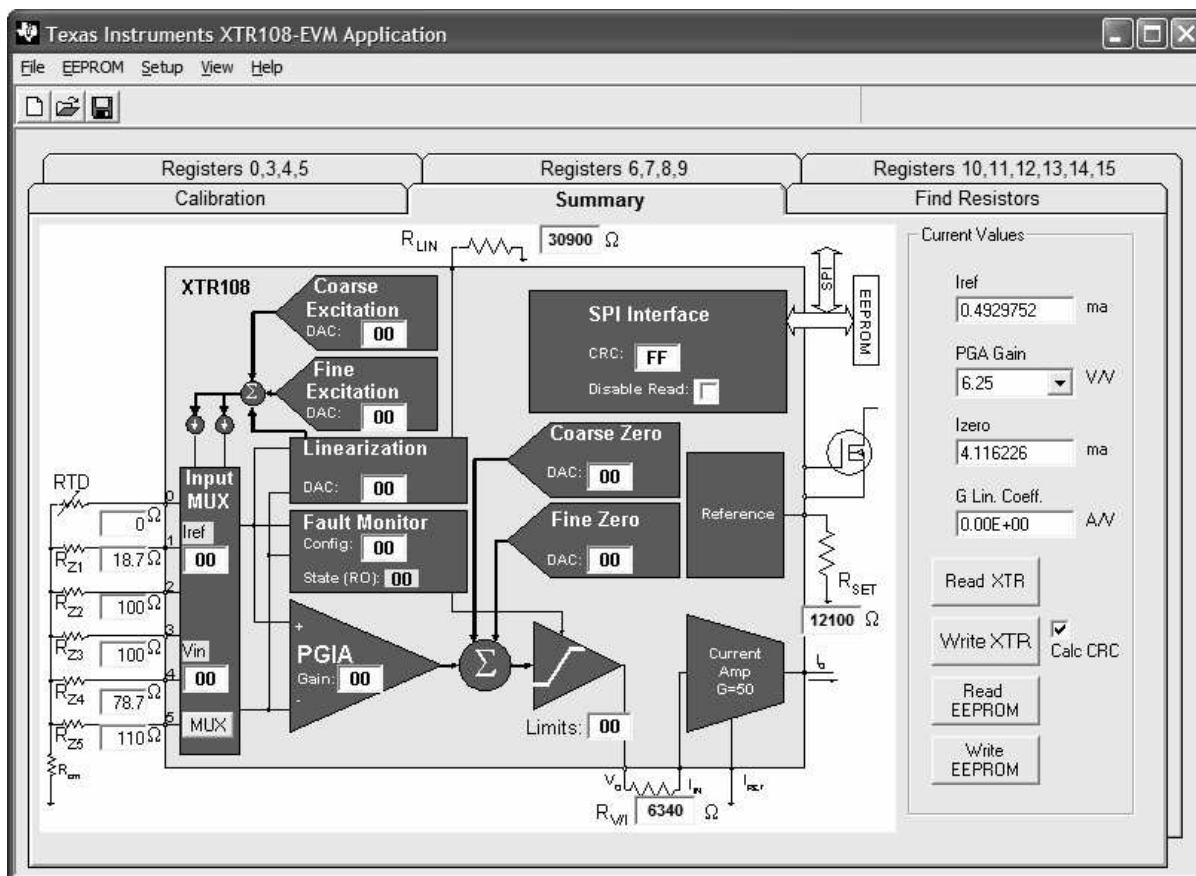 Texas Instruments XTR108-EVM Application
File EEPROM Setup View Help
Registers 0,3,4,5
Registers 6,7,8,9
Registers 10,11,12,13,14,15
Calibration
Summary
Find Resistors
RLIN 30900 Ω
XTR108
Coarse
Excitation
DAC: 00
Fine
Excitation
DAC: 00
Σ
Linearization
DAC: 00
Fault Monitor
Config: 00
State (RO): 00
SPI Interface
CRC: FF
Disable Read:
SPI
EEPROM
Coarse Zero
DAC: 00
Fine Zero
DAC: 00
Reference
RSET
12100 Ω
Input
MUX
Iref
00
Vin
00
MUX
RTD
0
0 Ω
RZ1 18.7 Ω 1
RZ2 100 Ω 2
RZ3 100 Ω 3
RZ4 78.7 Ω 4
RZ5 110 Ω 5
Rcm
+
PGIA
Gain: 00
-
Σ
Limits: 00
Current
Amp
G=50
Io
Vo
IIN
IRET
RV/I 6340 Ω
Current Values
Iref
0.4929752 ma
PGA Gain
6.25 V/V
Izero
4.116226 ma
G Lin. Coeff.
0.00E+00 A/V
Read XTR
Write XTR
Calc CRC
Read
EEPROM
Write
EEPROM